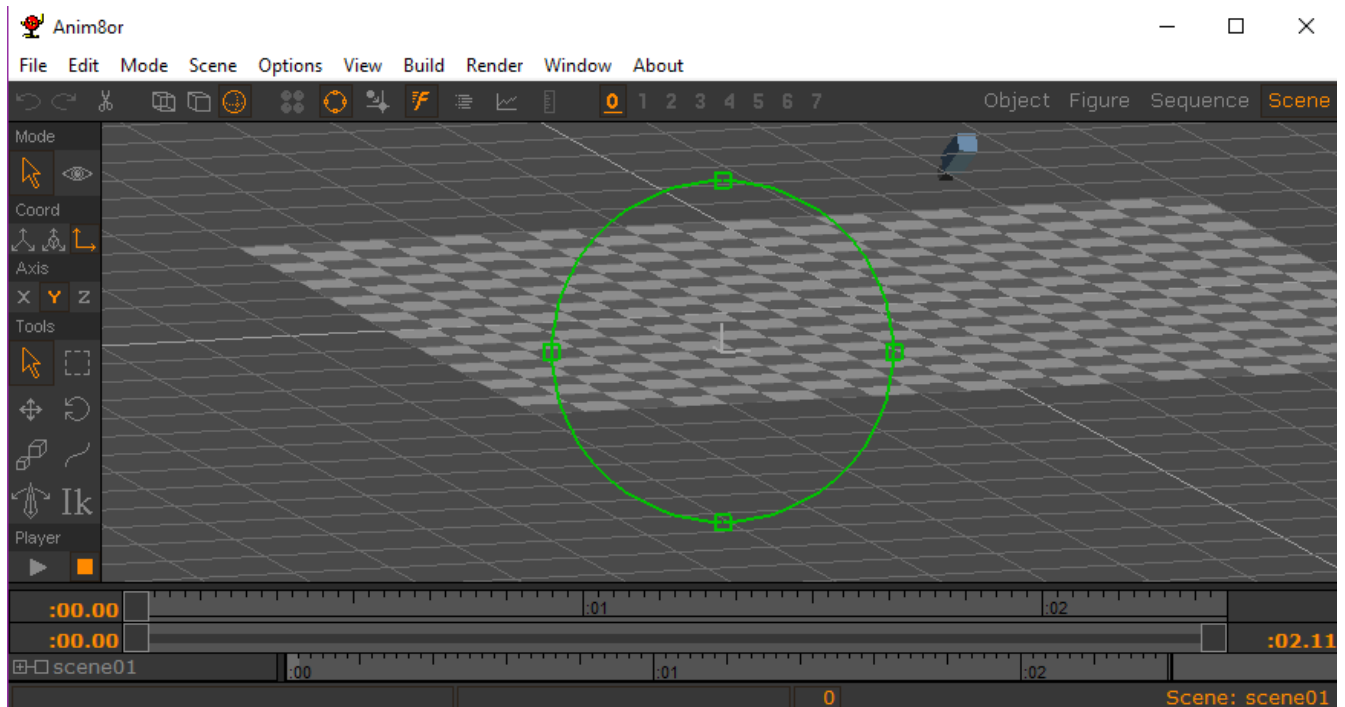 Anim8or
File Edit Mode Scene Options View Build Render Window About
0 1 2 3 4 5 6 7 Object Figure Sequence Scene
Mode
Coord
Axis
X Y Z
Tools
Ik
Player
:00.00 :01 :02
:00.00 :02.11
scene01 :00 :01 :02
0 Scene: scene01